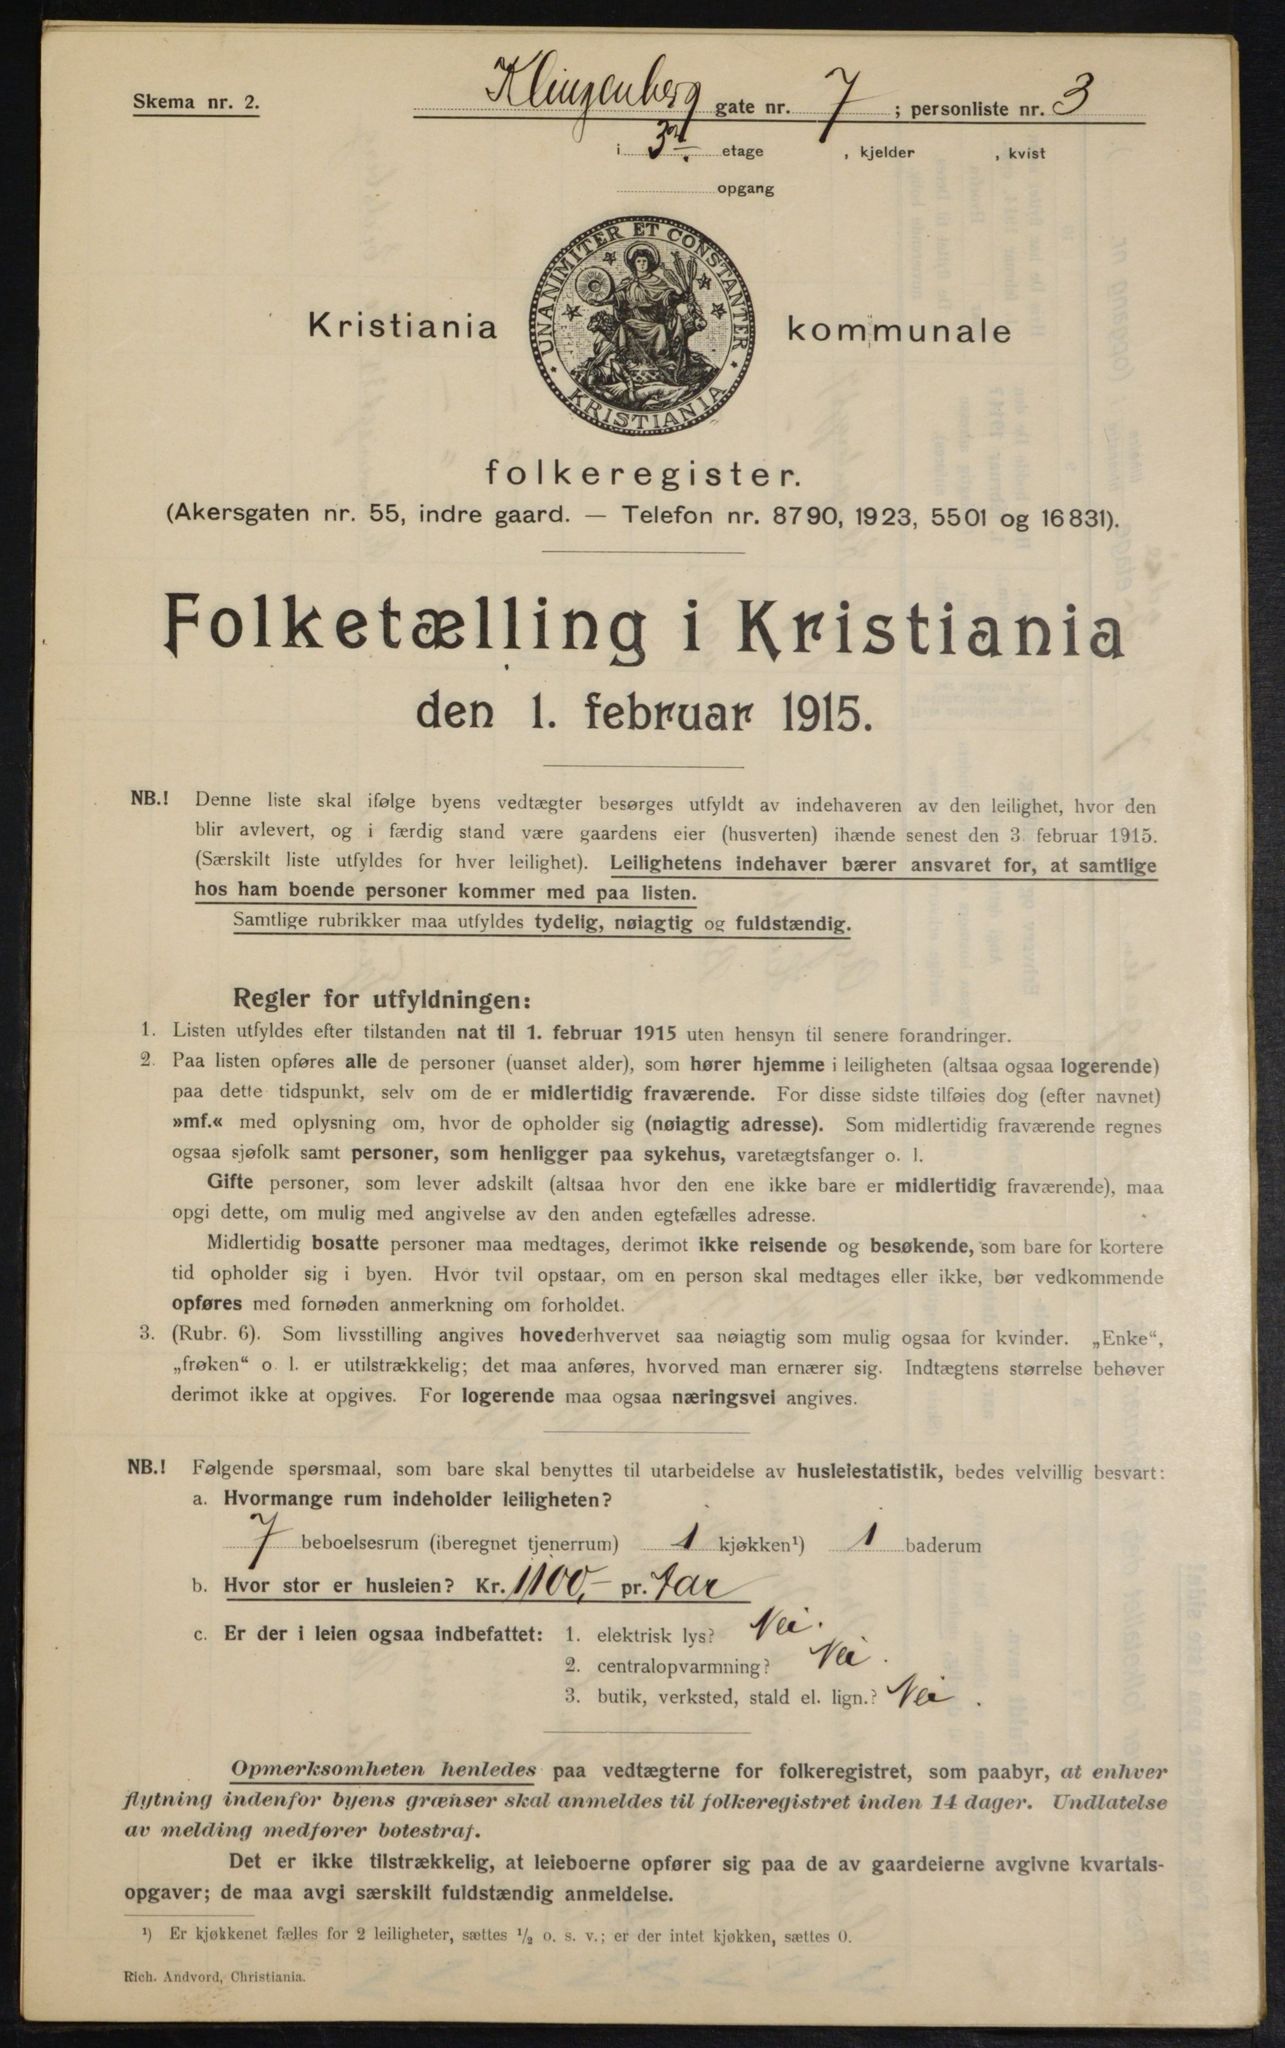 Skema nr. 2.
Klingenberg gate nr. 7 ; personliste nr. 3
i 3. etage , kjelder , kvist
opgang
UNANIMITER ET CONSTANTER
KRISTIANIA
Kristiania kommunale
folkeregister.
(Akersgaten nr. 55, indre gaard. — Telefon nr. 8790, 1923, 5501 og 16831).
Folketælling i Kristiania
den 1. februar 1915.
NB.! Denne liste skal ifølge byens vedtægter besørges utfyldt av indehaveren av den leilighet, hvor den
blir avlevert, og i færdig stand være gaardens eier (husverten) ihænde senest den 3. februar 1915.
(Særskilt liste utfyldes for hver leilighet). Leilighetens indehaver bærer ansvaret for, at samtlige
hos ham boende personer kommer med paa listen.
Samtlige rubrikker maa utfyldes tydelig, nøiagtig og fuldstændig.
Regler for utfyldningen:
1. Listen utfyldes efter tilstanden nat til 1. februar 1915 uten hensyn til senere forandringer.
2. Paa listen opføres alle de personer (uanset alder), som hører hjemme i leiligheten (altsaa ogsaa logerende)
paa dette tidspunkt, selv om de er midlertidig fraværende. For disse sidste tilføies dog (efter navnet)
»mf.« med oplysning om, hvor de opholder sig (nøiagtig adresse). Som midlertidig fraværende regnes
ogsaa sjøfolk samt personer, som henligger paa sykehus, varetægtsfanger o. l.
Gifte personer, som lever adskilt (altsaa hvor den ene ikke bare er midlertidig fraværende), maa
opgi dette, om mulig med angivelse av den anden egtefælles adresse.
Midlertidig bosatte personer maa medtages, derimot ikke reisende og besøkende, som bare for kortere
tid opholder sig i byen. Hvor tvil opstaar, om en person skal medtages eller ikke, bør vedkommende
opføres med fornøden anmerkning om forholdet.
3. (Rubr. 6). Som livsstilling angives hovederhvervet saa nøiagtig som mulig ogsaa for kvinder. „Enke“,
„frøken“ o. l. er utilstrækkelig; det maa anføres, hvorved man ernærer sig. Indtægtens størrelse behøver
derimot ikke at opgives. For logerende maa ogsaa næringsvei angives.
NB.! Følgende spørsmaal, som bare skal benyttes til utarbeidelse av husleiestatistik, bedes velvillig besvart:
a. Hvormange rum indeholder leiligheten?
7 beboelsesrum (iberegnet tjenerrum) 1 kjøkken¹) 1 baderum
b. Hvor stor er husleien? Kr. 1100,- pr. Aar
c. Er der i leien ogsaa indbefattet: 1. elektrisk lys? Nei.
2. centralopvarmning? Nei.
3. butik, verksted, stald el. lign.? Nei.
Opmerksomheten henledes paa vedtægterne for folkeregistret, som paabyr, at enhver
flytning indenfor byens grænser skal anmeldes til folkeregistret inden 14 dager. Undlatelse
av melding medfører bøtestraf.
Det er ikke tilstrækkelig, at leieboerne opfører sig paa de av gaardeierne avgivne kvartals-
opgaver; de maa avgi særskilt fuldstændig anmeldelse.
¹) Er kjøkkenet fælles for 2 leiligheter, sættes ½ o. s. v.; er der intet kjøkken, sættes 0.
Rich. Andvord, Christiania.